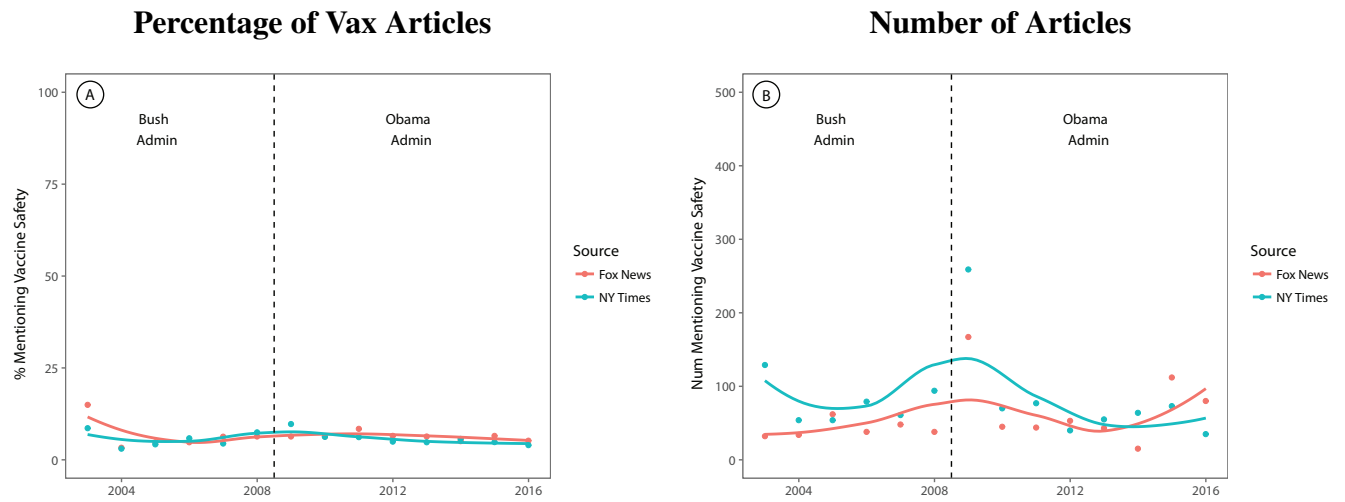 Percentage of Vax Articles
Number of Articles
A
Bush
Admin
Obama
Admin
100
75
50
25
0
% Mentioning Vaccine Safety
2004
2008
2012
2016
Source
Fox News
NY Times
B
Bush
Admin
Obama
Admin
500
400
300
200
100
0
Num Mentioning Vaccine Safety
2004
2008
2012
2016
Source
Fox News
NY Times